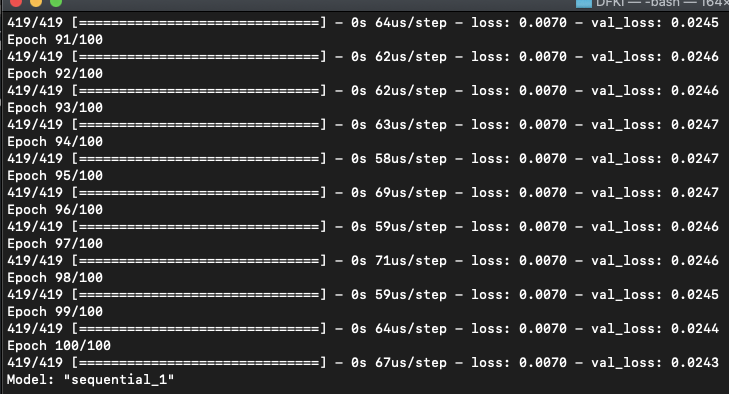 DFKI — -bash — 164×
419/419 [==============================] - 0s 64us/step - loss: 0.0070 - val_loss: 0.0245
Epoch 91/100
419/419 [==============================] - 0s 62us/step - loss: 0.0070 - val_loss: 0.0246
Epoch 92/100
419/419 [==============================] - 0s 62us/step - loss: 0.0070 - val_loss: 0.0246
Epoch 93/100
419/419 [==============================] - 0s 63us/step - loss: 0.0070 - val_loss: 0.0247
Epoch 94/100
419/419 [==============================] - 0s 58us/step - loss: 0.0070 - val_loss: 0.0247
Epoch 95/100
419/419 [==============================] - 0s 69us/step - loss: 0.0070 - val_loss: 0.0247
Epoch 96/100
419/419 [==============================] - 0s 59us/step - loss: 0.0070 - val_loss: 0.0246
Epoch 97/100
419/419 [==============================] - 0s 71us/step - loss: 0.0070 - val_loss: 0.0246
Epoch 98/100
419/419 [==============================] - 0s 59us/step - loss: 0.0070 - val_loss: 0.0245
Epoch 99/100
419/419 [==============================] - 0s 64us/step - loss: 0.0070 - val_loss: 0.0244
Epoch 100/100
419/419 [==============================] - 0s 67us/step - loss: 0.0070 - val_loss: 0.0243
Model: "sequential_1"